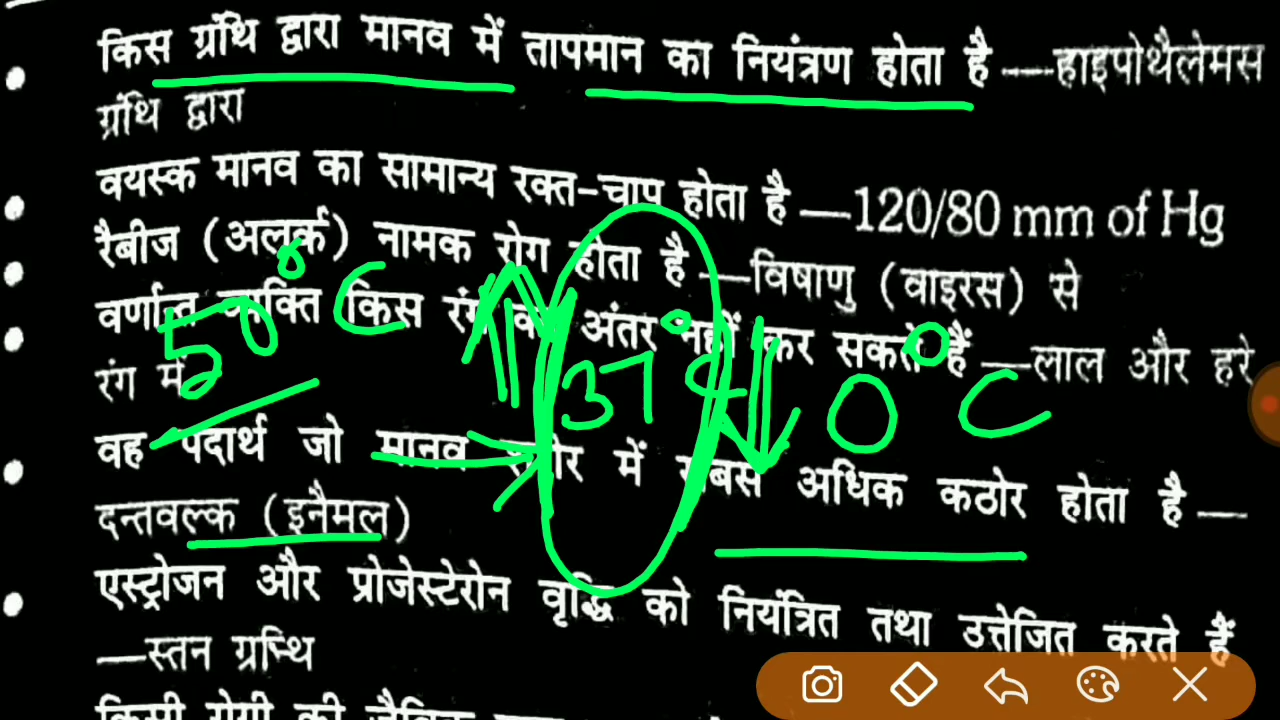 किस ग्रंथि द्वारा मानव में तापमान का नियंत्रण होता है —हाइपोथैलेमस
ग्रंथि द्वारा
वयस्क मानव का सामान्य रक्त-चाप होता है —120/80 mm of Hg
रैबीज (अलर्क) नामक रोग होता है —विषाणु (वाइरस) से
वर्णान्ध व्यक्ति किस रंग का अंतर नहीं कर सकते हैं —लाल और हरे
रंग में
50°C
37°C
0°C
वह पदार्थ जो मानव शरीर में सबसे अधिक कठोर होता है —
दन्तवल्क (इनैमल)
एस्ट्रोजन और प्रोजेस्टेरोन वृद्धि को नियंत्रित तथा उत्तेजित करते हैं
—स्तन ग्रन्थि
किसी रोगी की जैविक